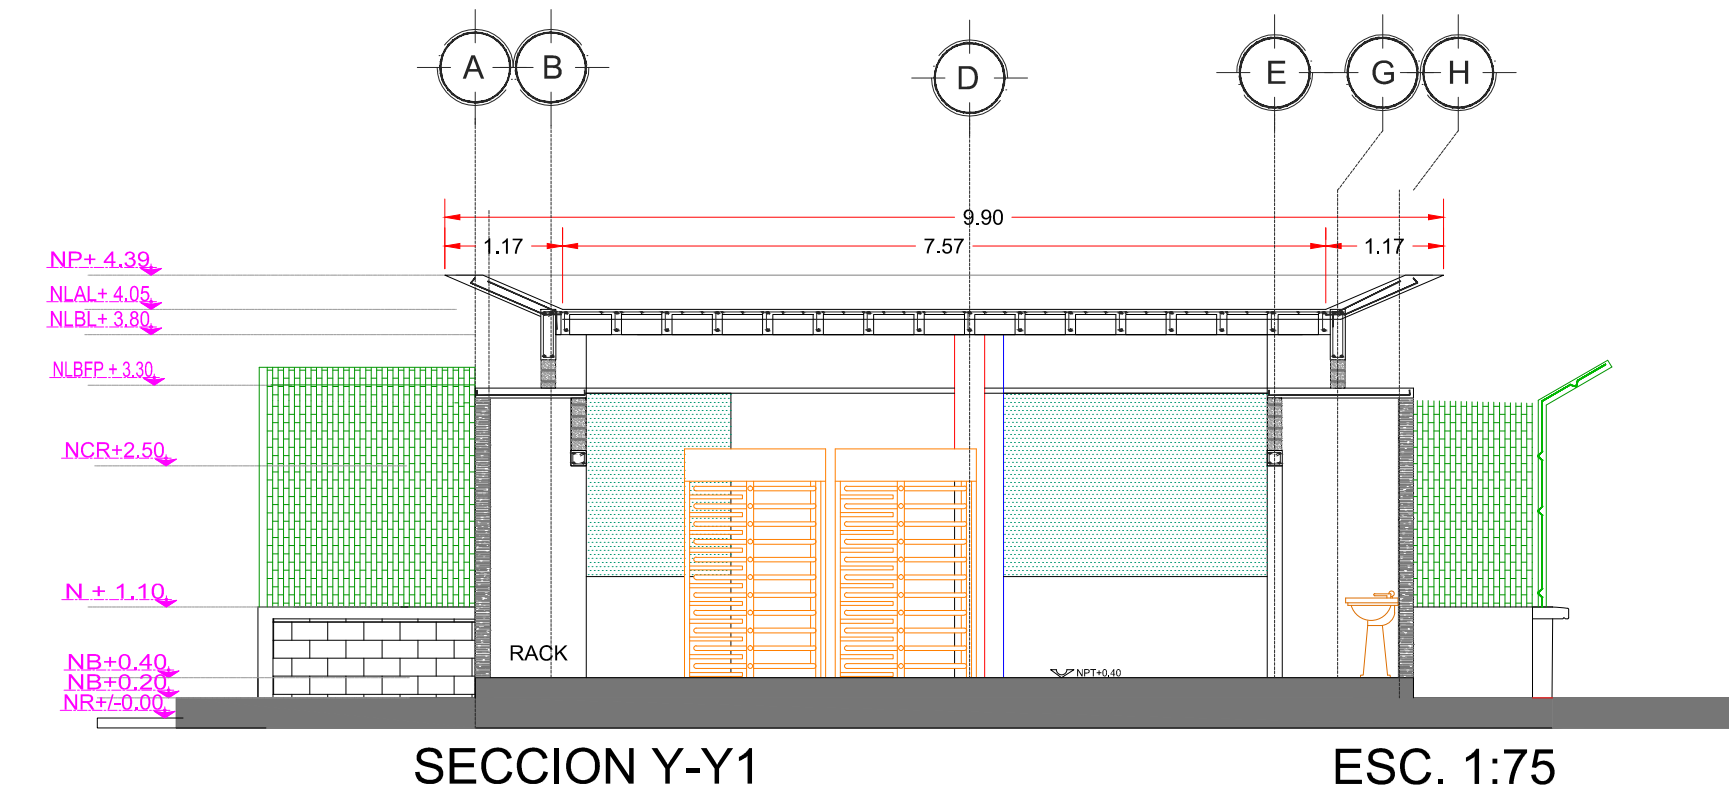 A B D E G H
9.90
1.17 7.57 1.17
NP+ 4.39
NLAL+ 4.05
NLBL+ 3.80
NLBFP + 3.30
NCR+2.50
N + 1.10
RACK
NB+0.40
NPT+0,40
NB+0.20
NR+/-0.00
SECCION Y-Y1 ESC. 1:75